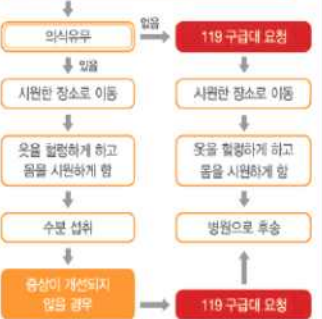 없음
의식유무
119 구급대 요청
있음
시원한 장소로 이동
시원한 장소로 이동
옷을 헐렁하게 하고
몸을 시원하게 함
옷을 헐렁하게 하고
몸을 시원하게 함
수분 섭취
병원으로 후송
증상이 개선되지
않을 경우
119 구급대 요청